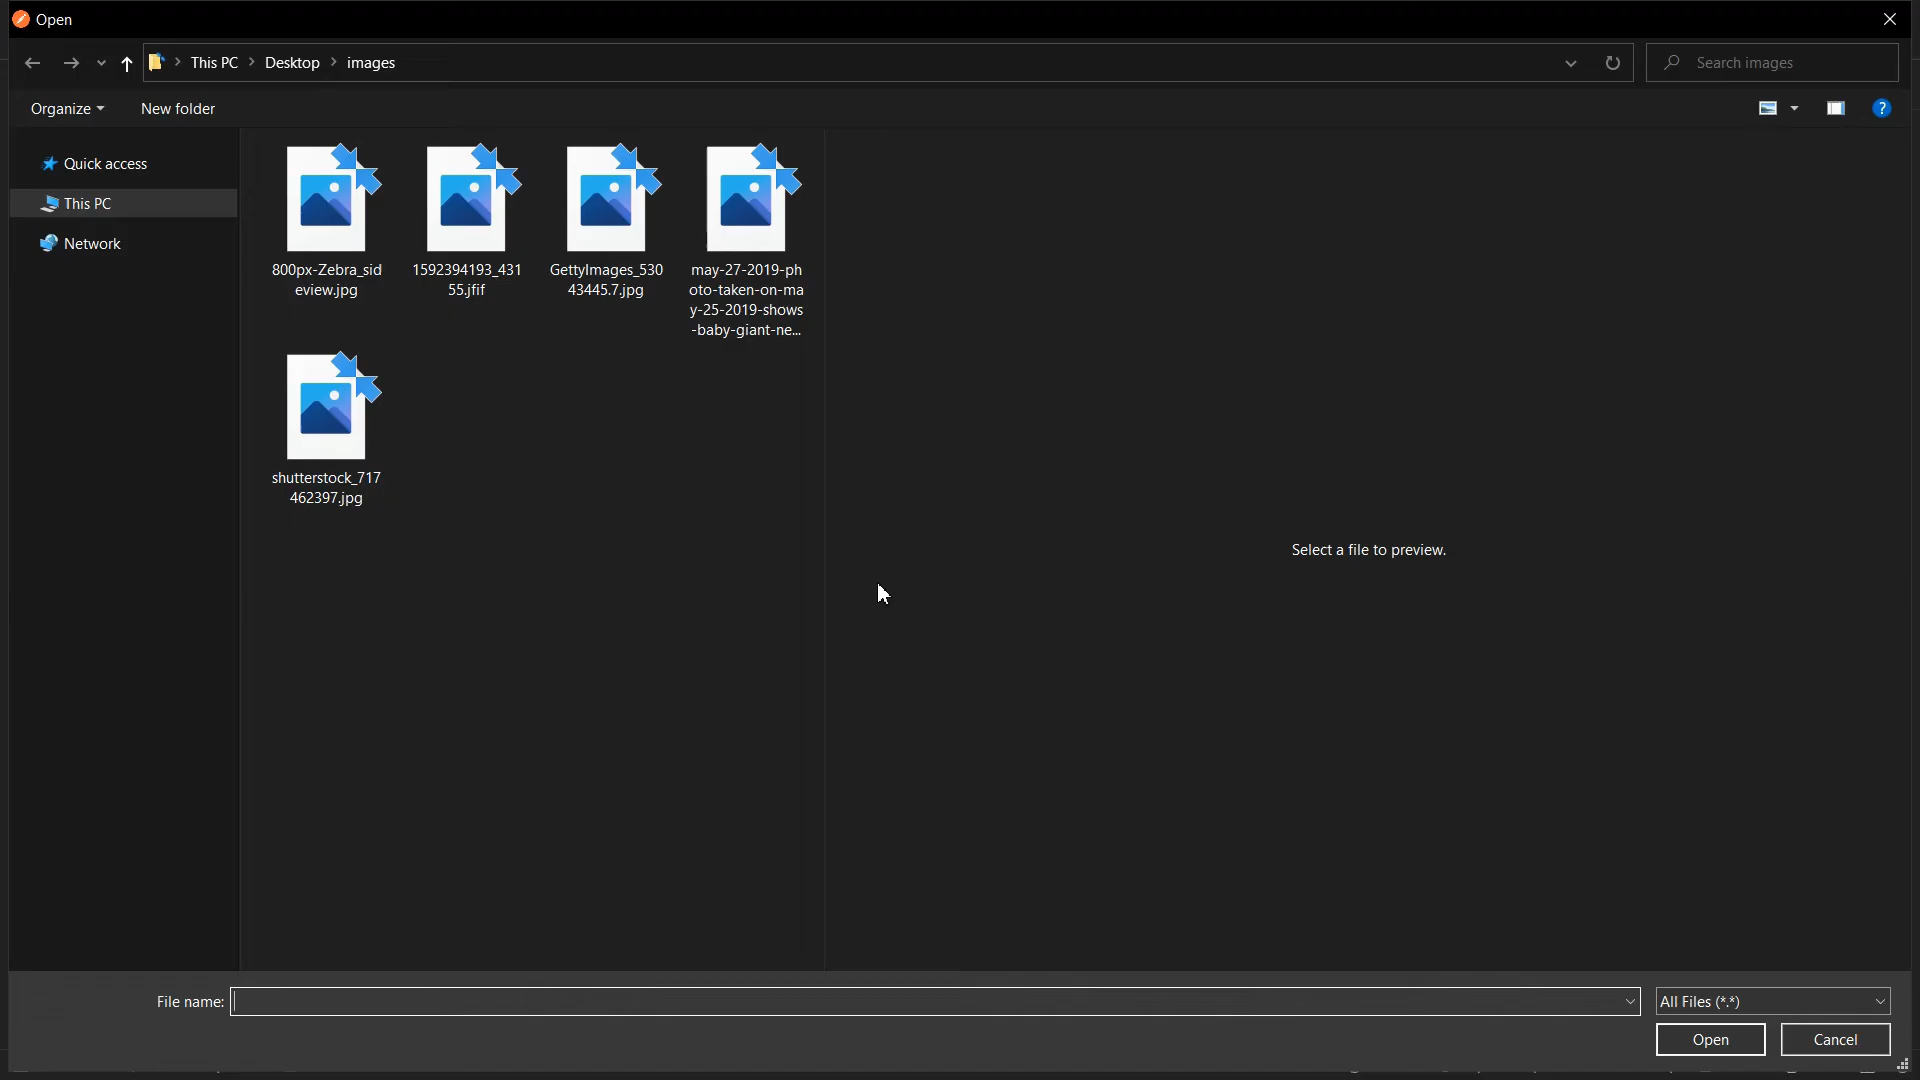 Open
This PC
Desktop
images
Search images
Organize
New folder
?
Quick access
This PC
Network
800px-Zebra_sid
eview.jpg
1592394193_431
55.jfif
GettyImages_530
43445.7.jpg
may-27-2019-ph
oto-taken-on-ma
y-25-2019-shows
-baby-giant-ne...
shutterstock_717
462397.jpg
Select a file to preview.
File name:
All Files (*.*)
Open
Cancel